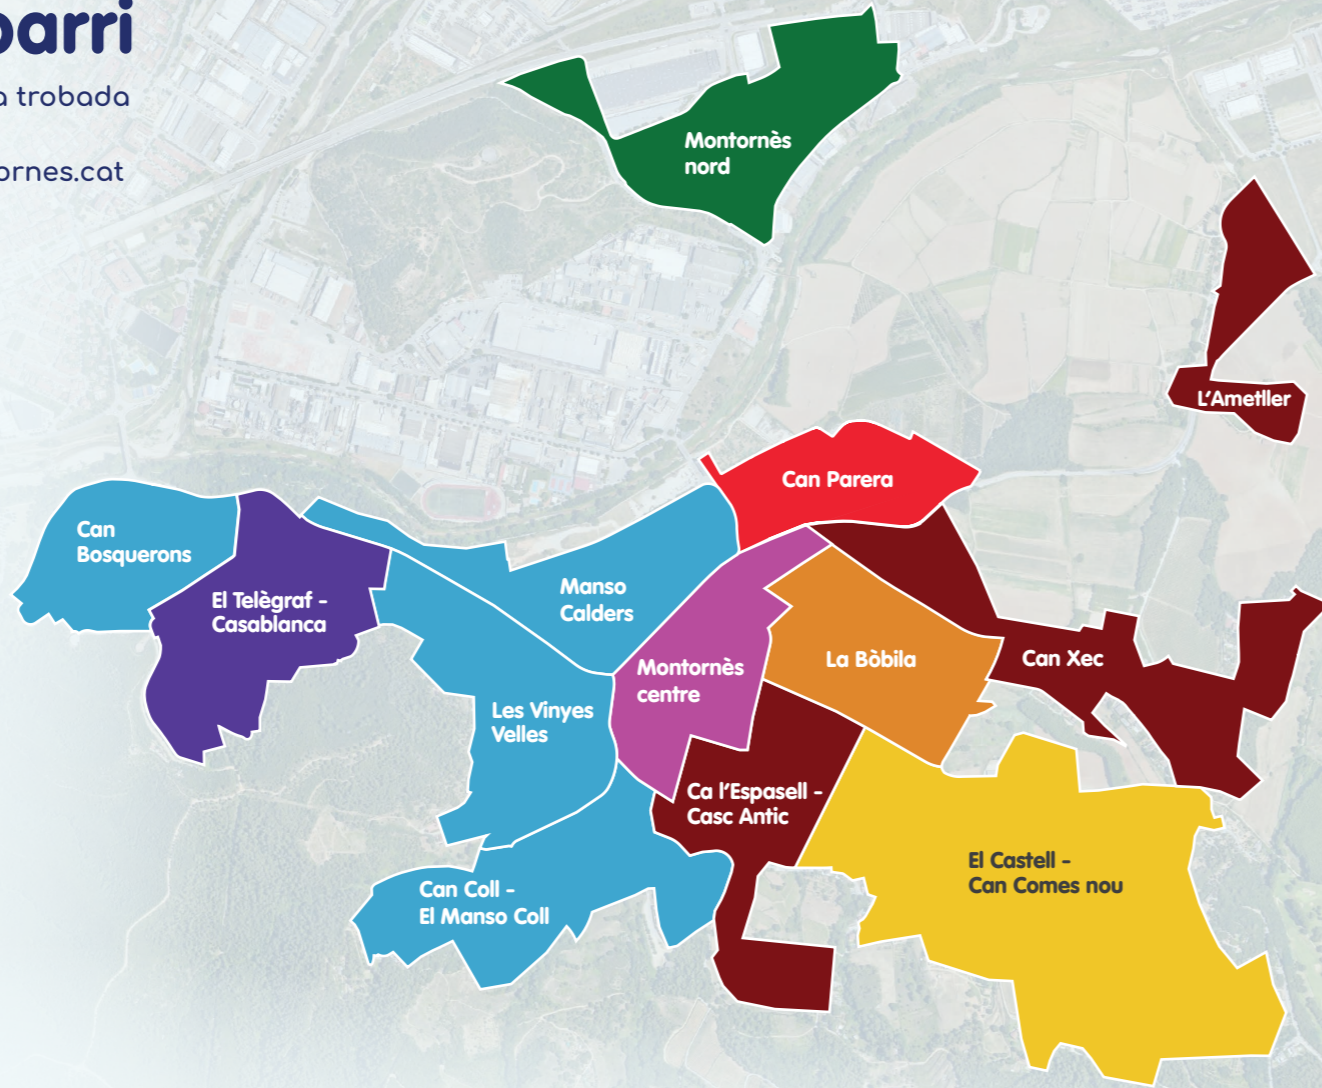 barri
a trobada
ornes.cat
Montornès
nord
L'Ametller
Can Parera
Can
Bosquerons
El Telègraf -
Casablanca
Manso
Calders
Montornès
centre
La Bòbila
Can Xec
Les Vinyes
Velles
Ca l'Espasell -
Casc Antic
El Castell -
Can Comes nou
Can Coll -
El Manso Coll